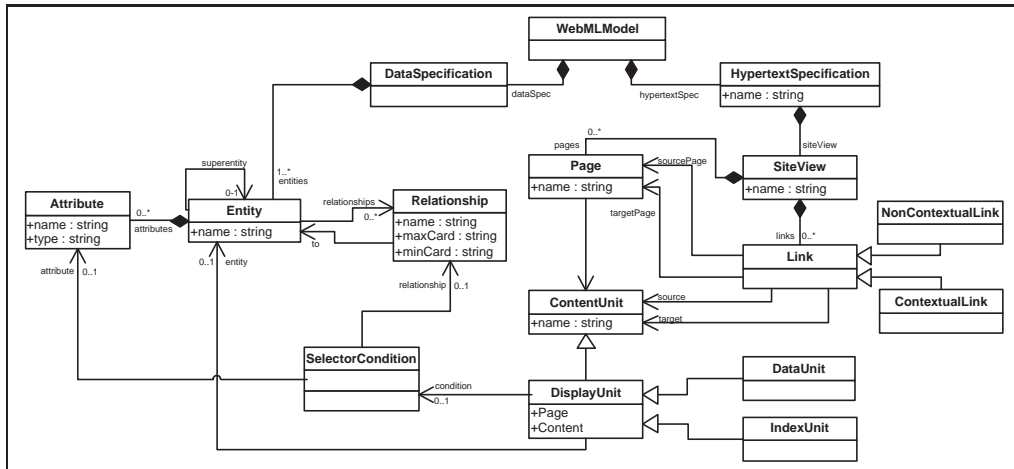 WebMLModel
DataSpecification
HypertextSpecification
+name : string
dataSpec
hypertextSpec
0..*
pages
siteView
superentity
0-1
1..*
entities
Page
+name : string
sourcePage
SiteView
+name : string
Attribute
+name : string
+type : string
0..*
attributes
Entity
+name : string
relationships
0..*
Relationship
+name : string
+maxCard : string
+minCard : string
targetPage
NonContextualLink
to
links
0..*
Link
attribute
0..1
0..1
entity
relationship
0..1
ContentUnit
+name : string
source
target
ContextualLink
SelectorCondition
condition
0..1
DisplayUnit
+Page
+Content
DataUnit
IndexUnit